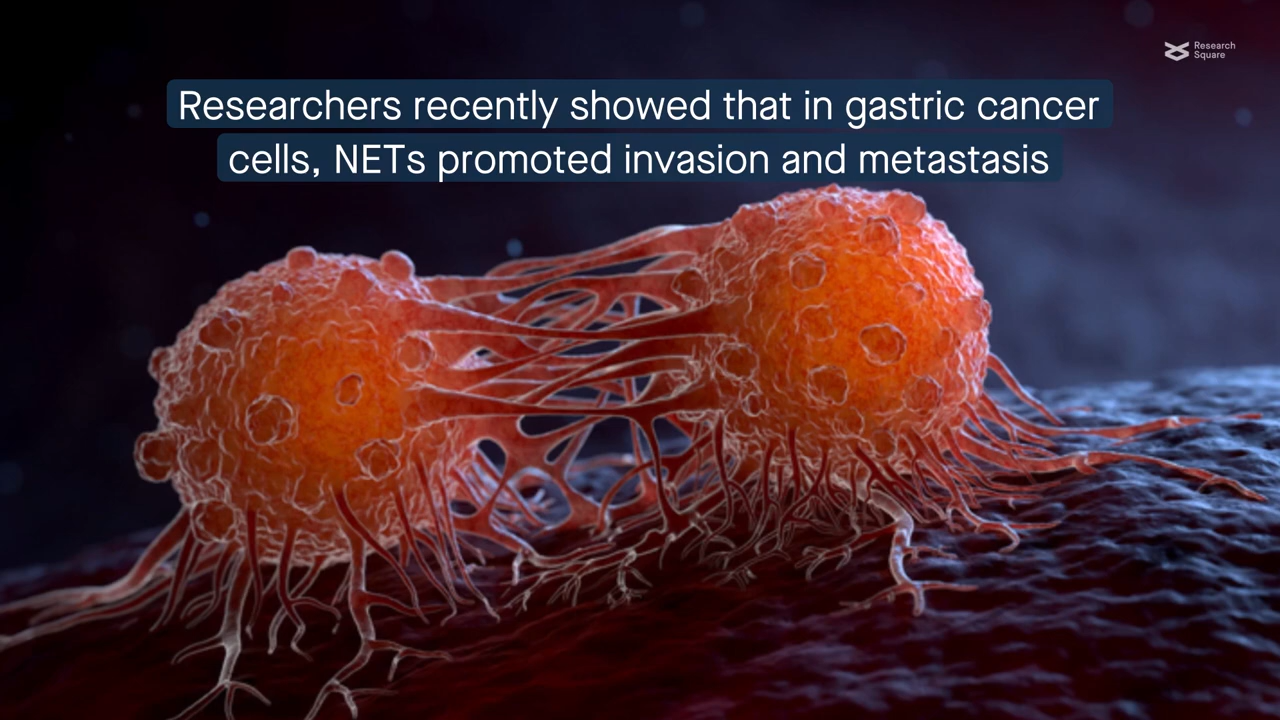 Research
Square
Researchers recently showed that in gastric cancer
cells, NETs promoted invasion and metastasis